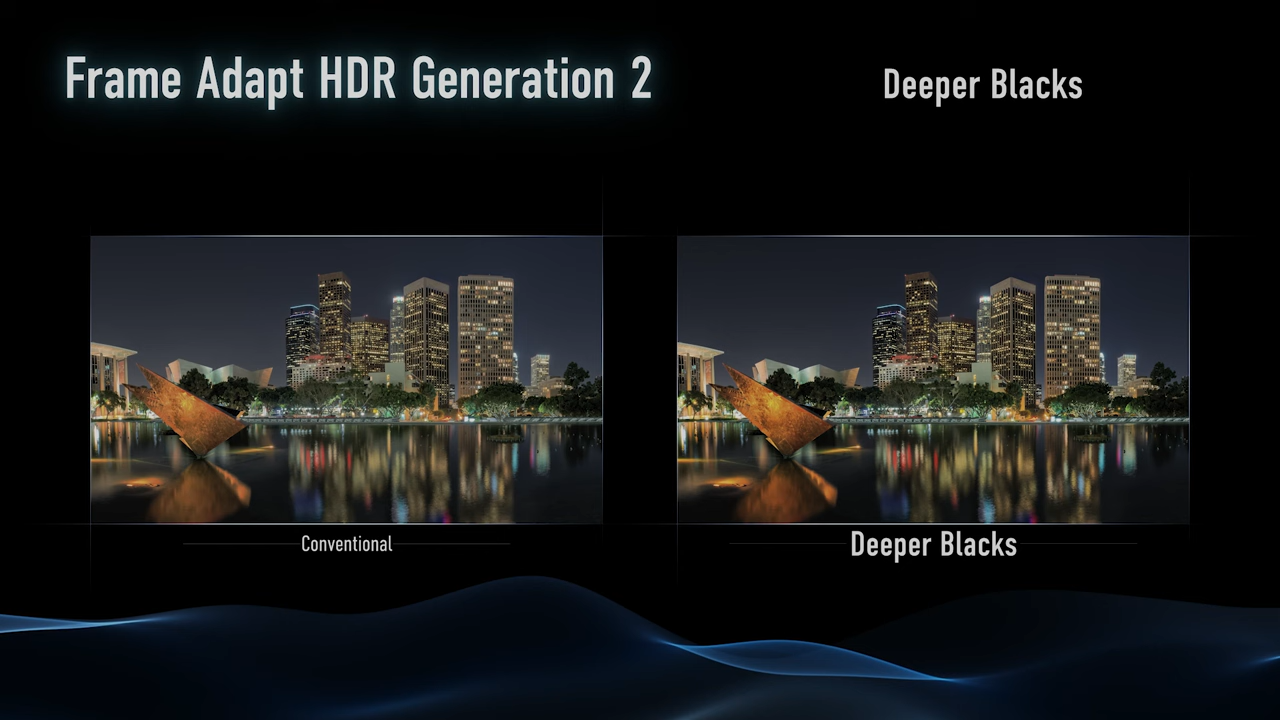 Frame Adapt HDR Generation 2
Deeper Blacks
Conventional
Deeper Blacks